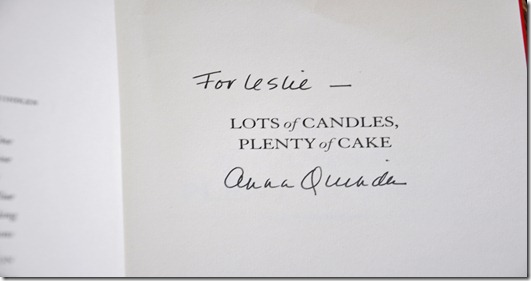 For Leslie —
LOTS of CANDLES,
PLENTY of CAKE
Anna Quindlen